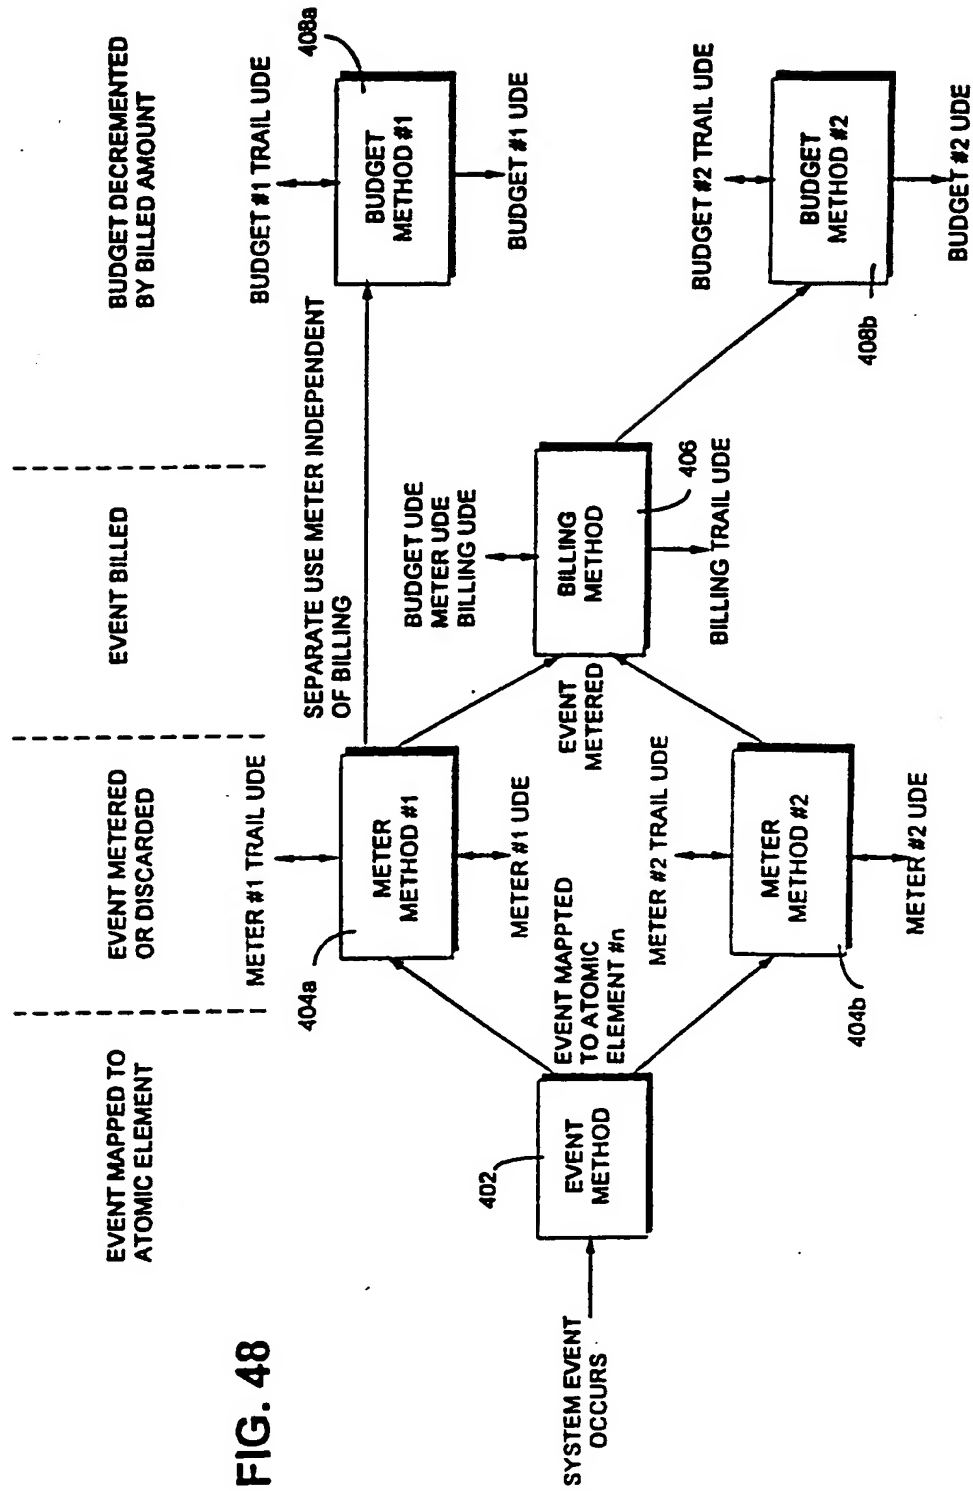 FIG. 48
EVENT MAPPED TO
ATOMIC ELEMENT
EVENT METERED
OR DISCARDED
EVENT BILLED
BUDGET DECREMENTED
BY BILLED AMOUNT
SYSTEM EVENT
OCCURS
402
EVENT
METHOD
EVENT MAPPTED
TO ATOMIC
ELEMENT #n
METER #1 TRAIL UDE
404a
METER
METHOD #1
METER #1 UDE
METER #2 TRAIL UDE
METER
METHOD #2
404b
METER #2 UDE
SEPARATE USE METER INDEPENDENT
OF BILLING
EVENT
METERED
BUDGET UDE
METER UDE
BILLING UDE
BILLING
METHOD
406
BILLING TRAIL UDE
BUDGET #1 TRAIL UDE
408a
BUDGET
METHOD #1
BUDGET #1 UDE
BUDGET #2 TRAIL UDE
BUDGET
METHOD #2
408b
BUDGET #2 UDE